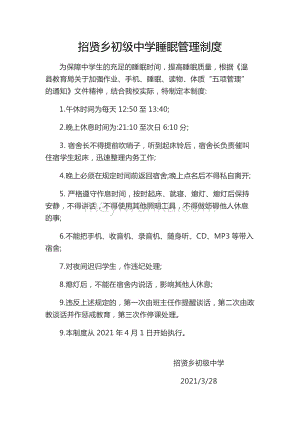 招贤乡初级中学睡眠管理制度
为保障中学生的充足的睡眠时间，提高睡眠质量，根据《温
县教育局关于加强作业、手机、睡眠、读物、体质“五项管理”
的通知》文件精神，结合我校实际，特制定本制度:
1.午休时间为每天 12:50 至 13:40;
2.晚上休息时间为:21:10 至次日 6:10 分;
3. 宿舍长不得提前吹哨子，听到起床铃后，宿舍长负责催叫
住宿学生起床，迅速整理内务工作;
4.晚上必须在规定时间前返回宿舍;晚上点名后不得私自离开;
5. 严格遵守作息时间，按时起床、就寝、熄灯、熄灯后保持
安静，不得讲话，不得使用其他照明工具，不得做妨碍他人休息
的事;
6.不能把手机、收音机、录音机、随身听、CD、MP3 等带入
宿舍;
7.对夜间迟归学生，作违纪处理;
8.熄灯后，不能在宿舍内说话，影响其他人休息;
9.违反上述规定的，第一次由班主任作提醒谈话，第二次由政
教谈话并作惩戒教育，第三次作停课处理。
9.本制度从 2021 年 4 月 1 日开始执行。
招贤乡初级中学
2021/3/28